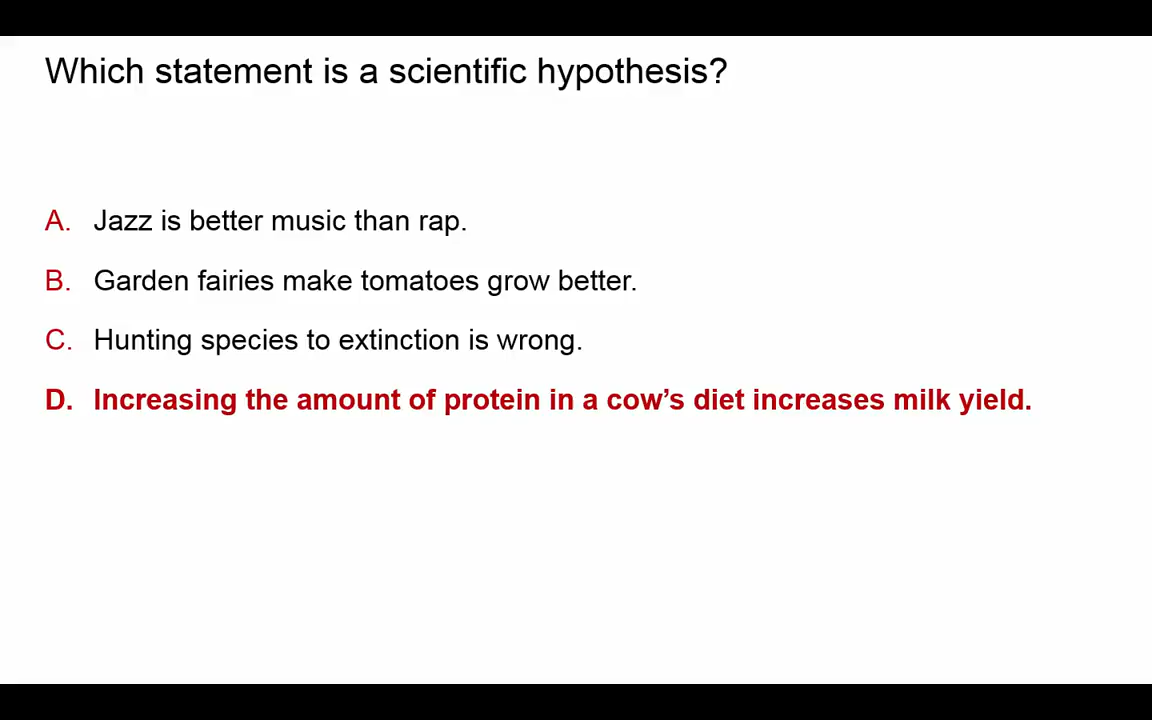 Which statement is a scientific hypothesis?
A. Jazz is better music than rap.
B. Garden fairies make tomatoes grow better.
C. Hunting species to extinction is wrong.
D. Increasing the amount of protein in a cow’s diet increases milk yield.